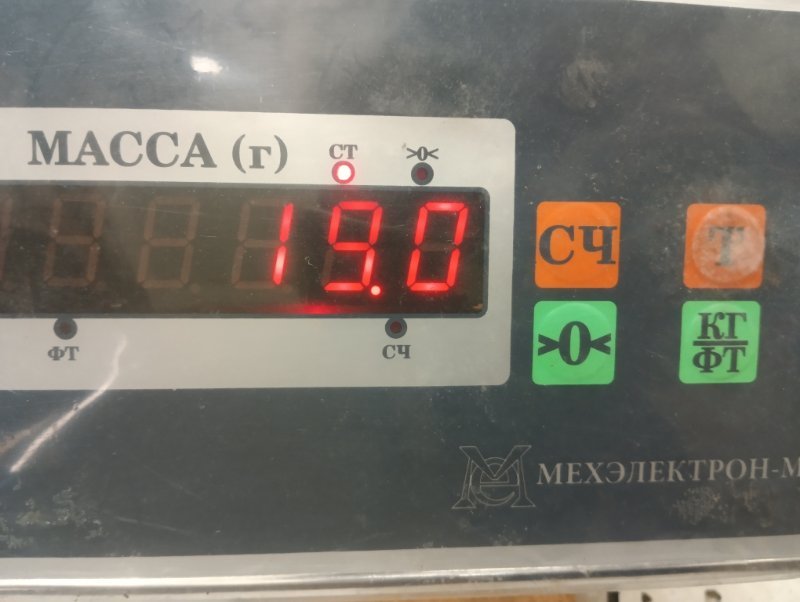 МАССА (г)
СТ
>0<
19.0
ФТ
СЧ
СЧ
Т
>0<
КГ
ФТ
МЕХЭЛЕКТРОН-М